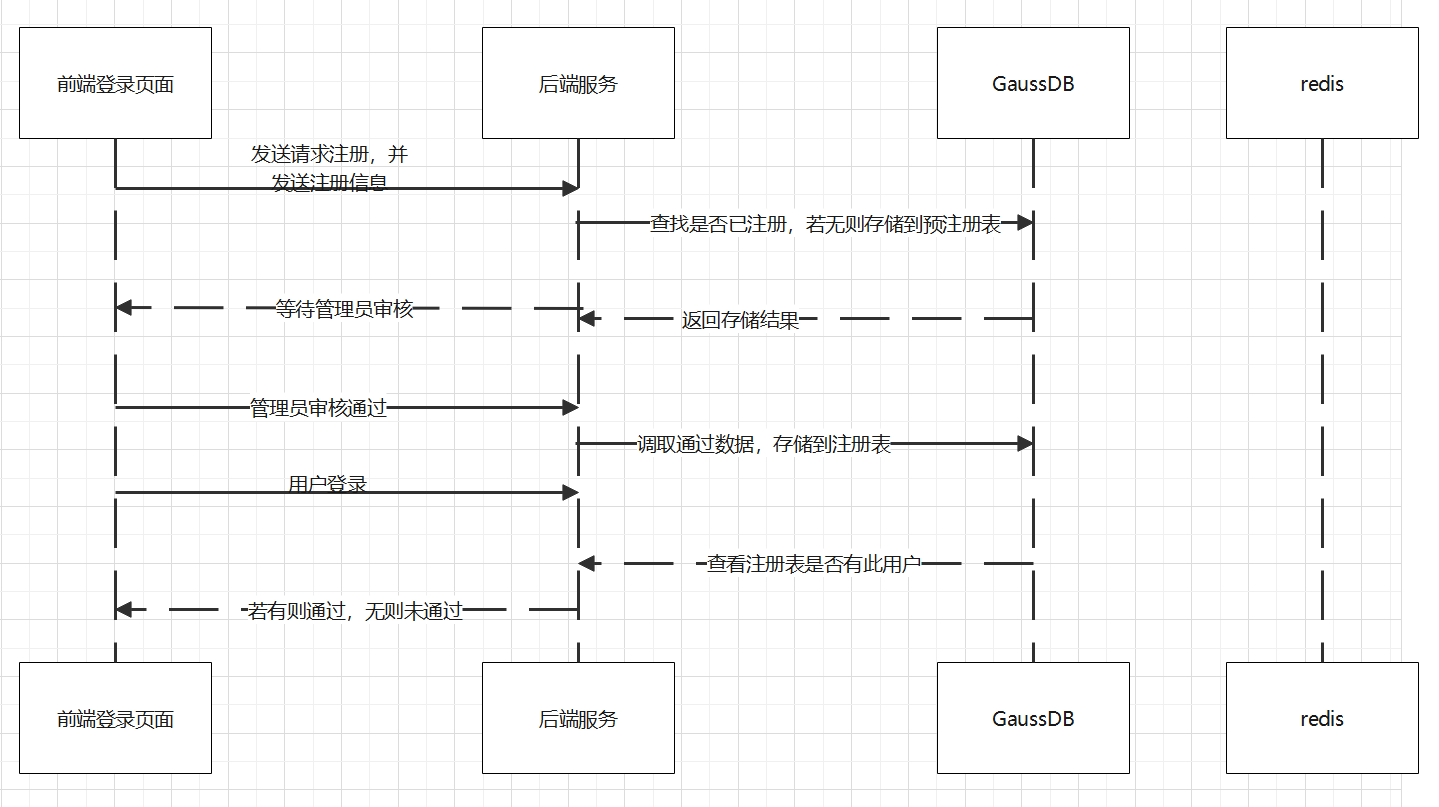 前端登录页面
后端服务
GaussDB
redis
发送请求注册，并
发送注册信息
查找是否已注册，若无则存储到预注册表
等待管理员审核
返回存储结果
管理员审核通过
调取通过数据，存储到注册表
用户登录
查看注册表是否有此用户
若有则通过，无则未通过
前端登录页面
后端服务
GaussDB
redis